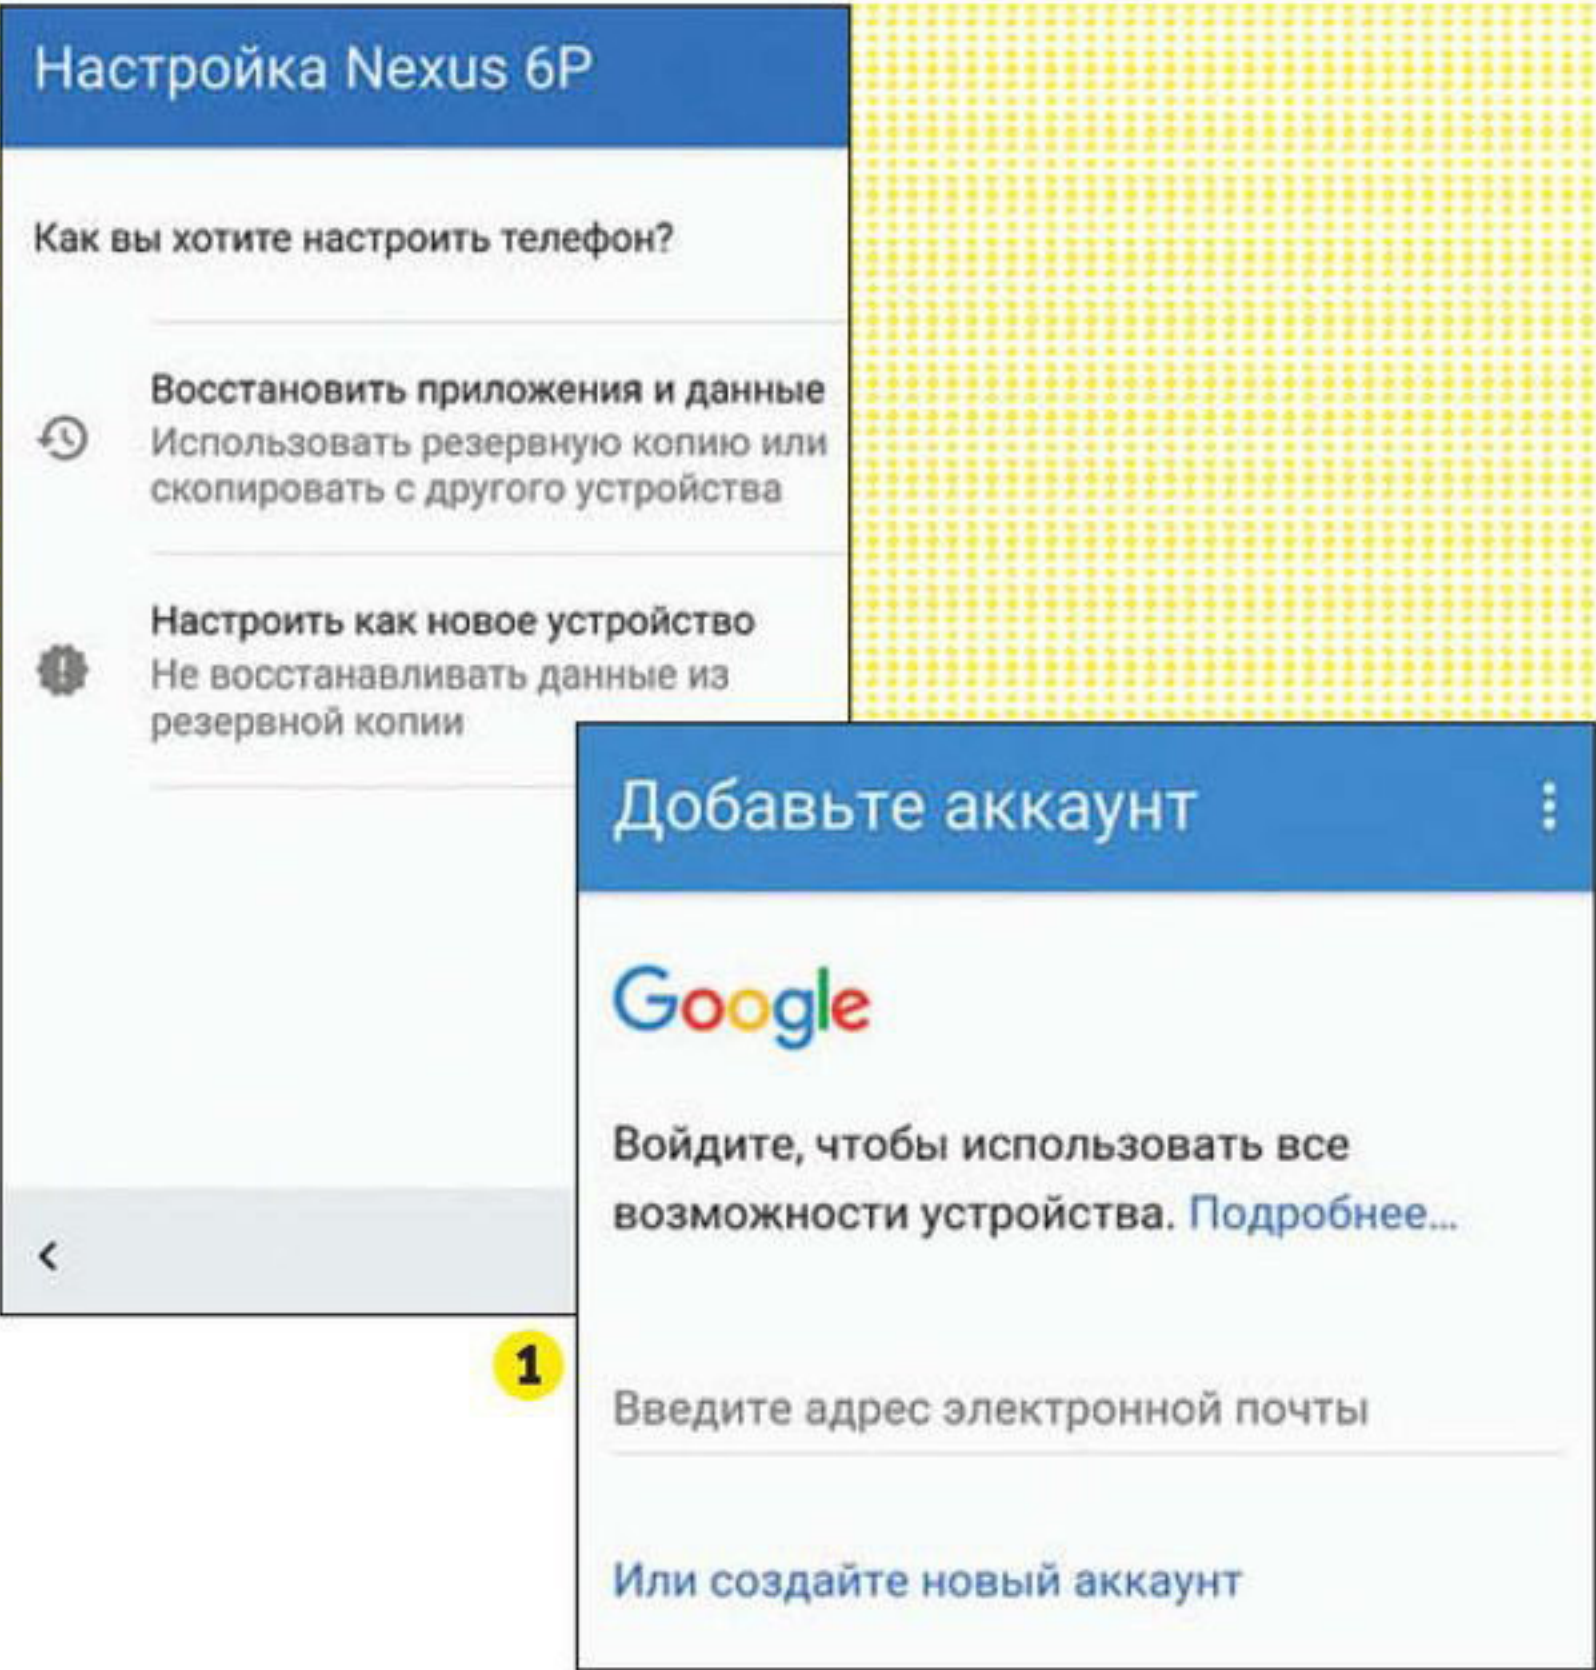 Настройка Nexus 6P
Как вы хотите настроить телефон?
Восстановить приложения и данные
Использовать резервную копию или
скопировать с другого устройства
Настроить как новое устройство
Не восстанавливать данные из
резервной копии
1
Добавьте аккаунт
Google
Войдите, чтобы использовать все
возможности устройства. Подробнее...
Введите адрес электронной почты
Или создайте новый аккаунт